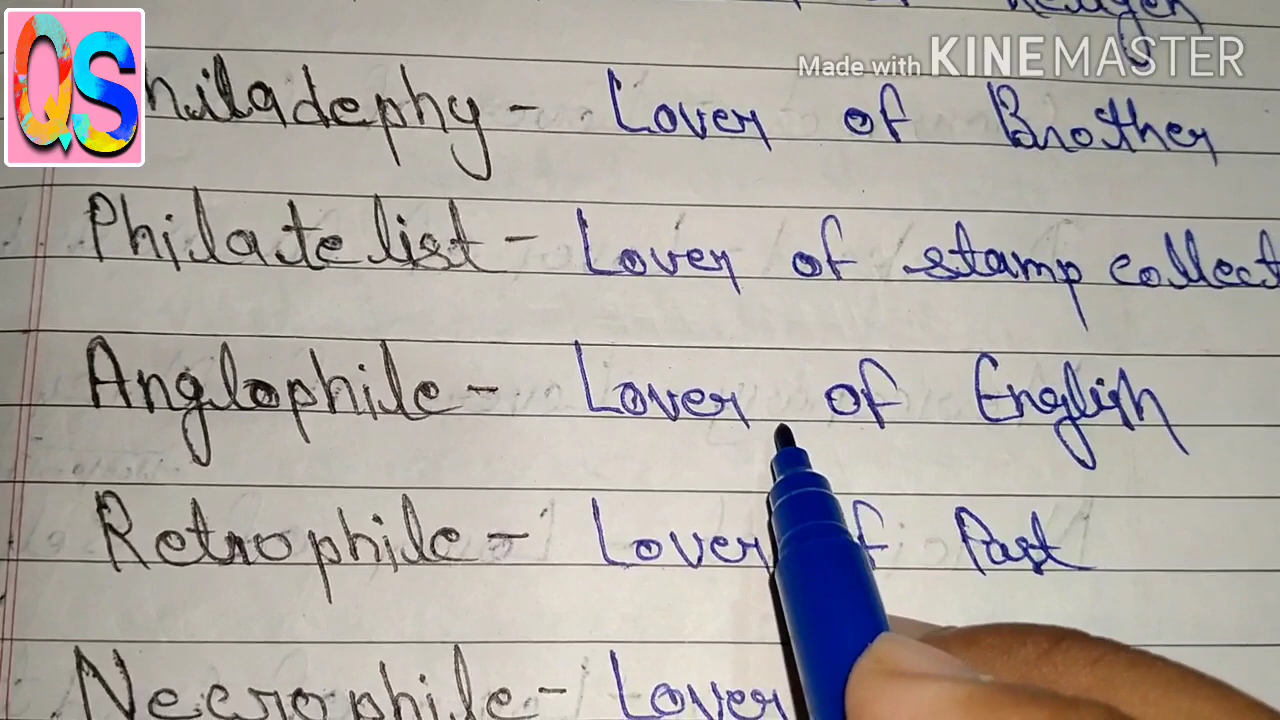 QS
Made with KINEMASTER
hiladephy - Lover of Brother
Philatelist - Lover of stamp collect
Anglophile - Lover of English
Retrophile - Lover of Past
Necrophile - Lover